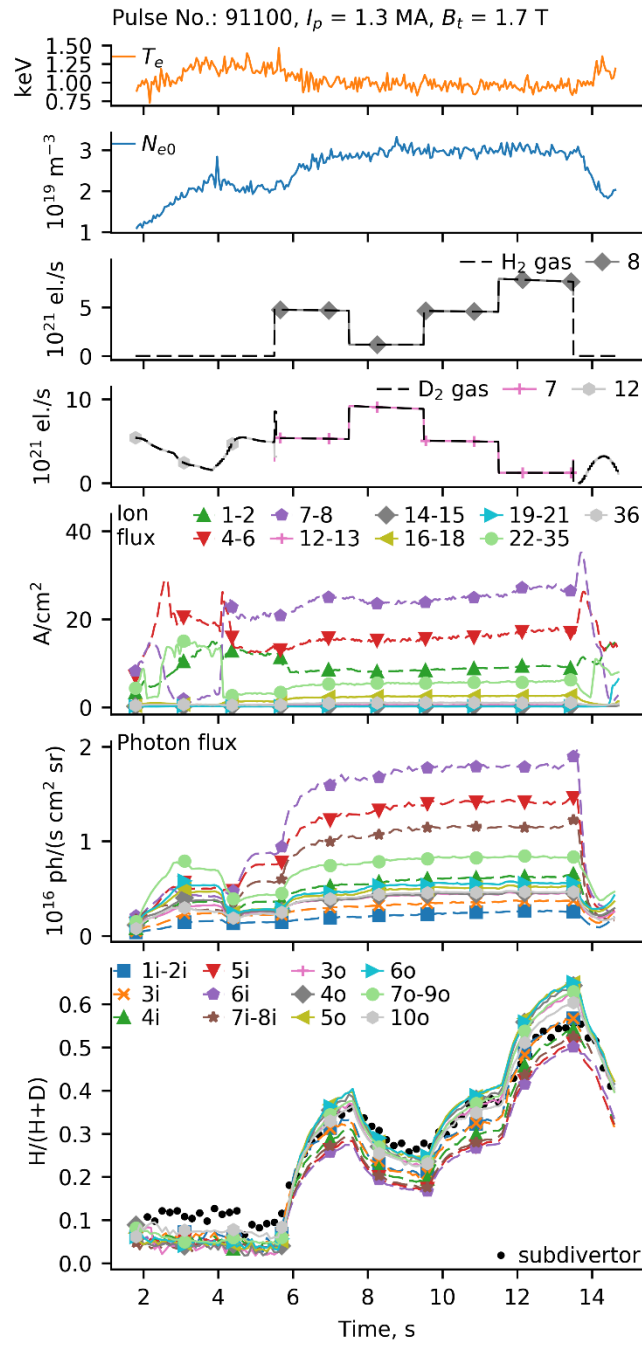 Pulse No.: 91100, I_p = 1.3 MA, B_t = 1.7 T
keV
1.50
1.25
1.00
0.75
T_e
10^19 m^-3
3
2
1
N_e0
10^21 el./s
5
0
H_2 gas 8
10^21 el./s
10
5
0
D_2 gas 7 12
A/cm^2
40
20
0
Ion flux
1-2 7-8 14-15 19-21 36
4-6 12-13 16-18 22-35
10^16 ph/(s cm^2 sr)
2
1
0
Photon flux
H/(H+D)
0.6
0.5
0.4
0.3
0.2
0.1
0.0
1i-2i 5i 3o 6o
3i 6i 4o 7o-9o
4i 7i-8i 5o 10o
subdivertor
2 4 6 8 10 12 14
Time, s